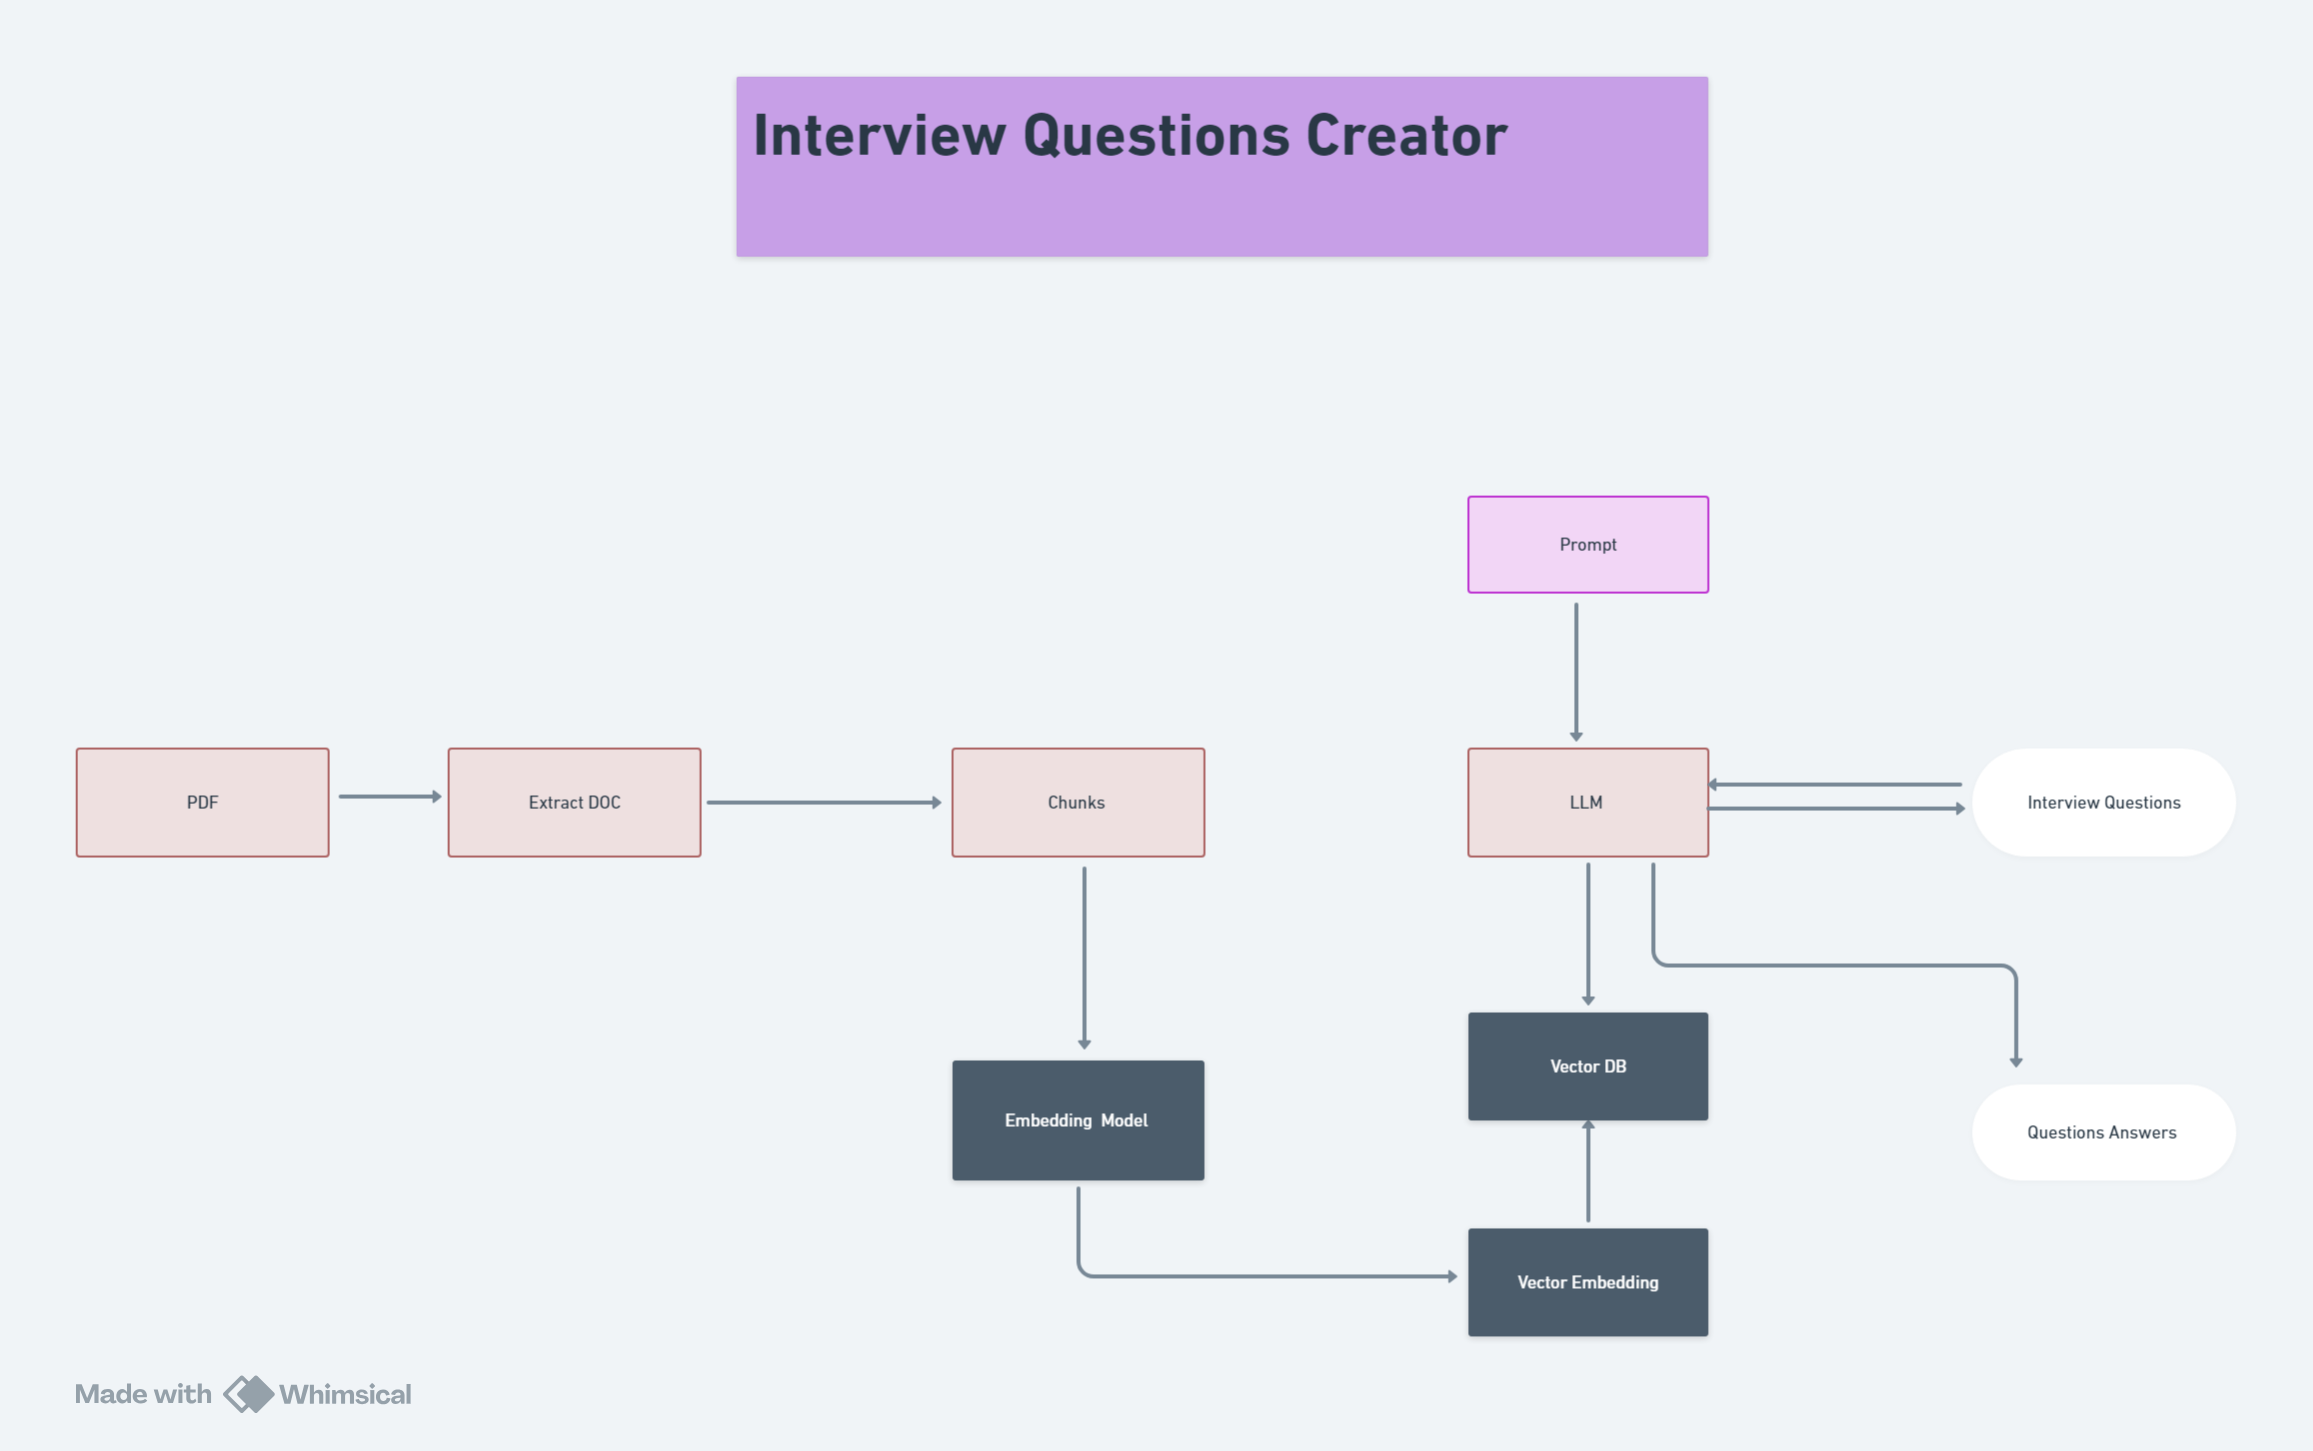 Interview Questions Creator
Prompt
PDF
Extract DOC
Chunks
LLM
Interview Questions
Vector DB
Embedding  Model
Questions Answers
Vector Embedding
Made with Whimsical